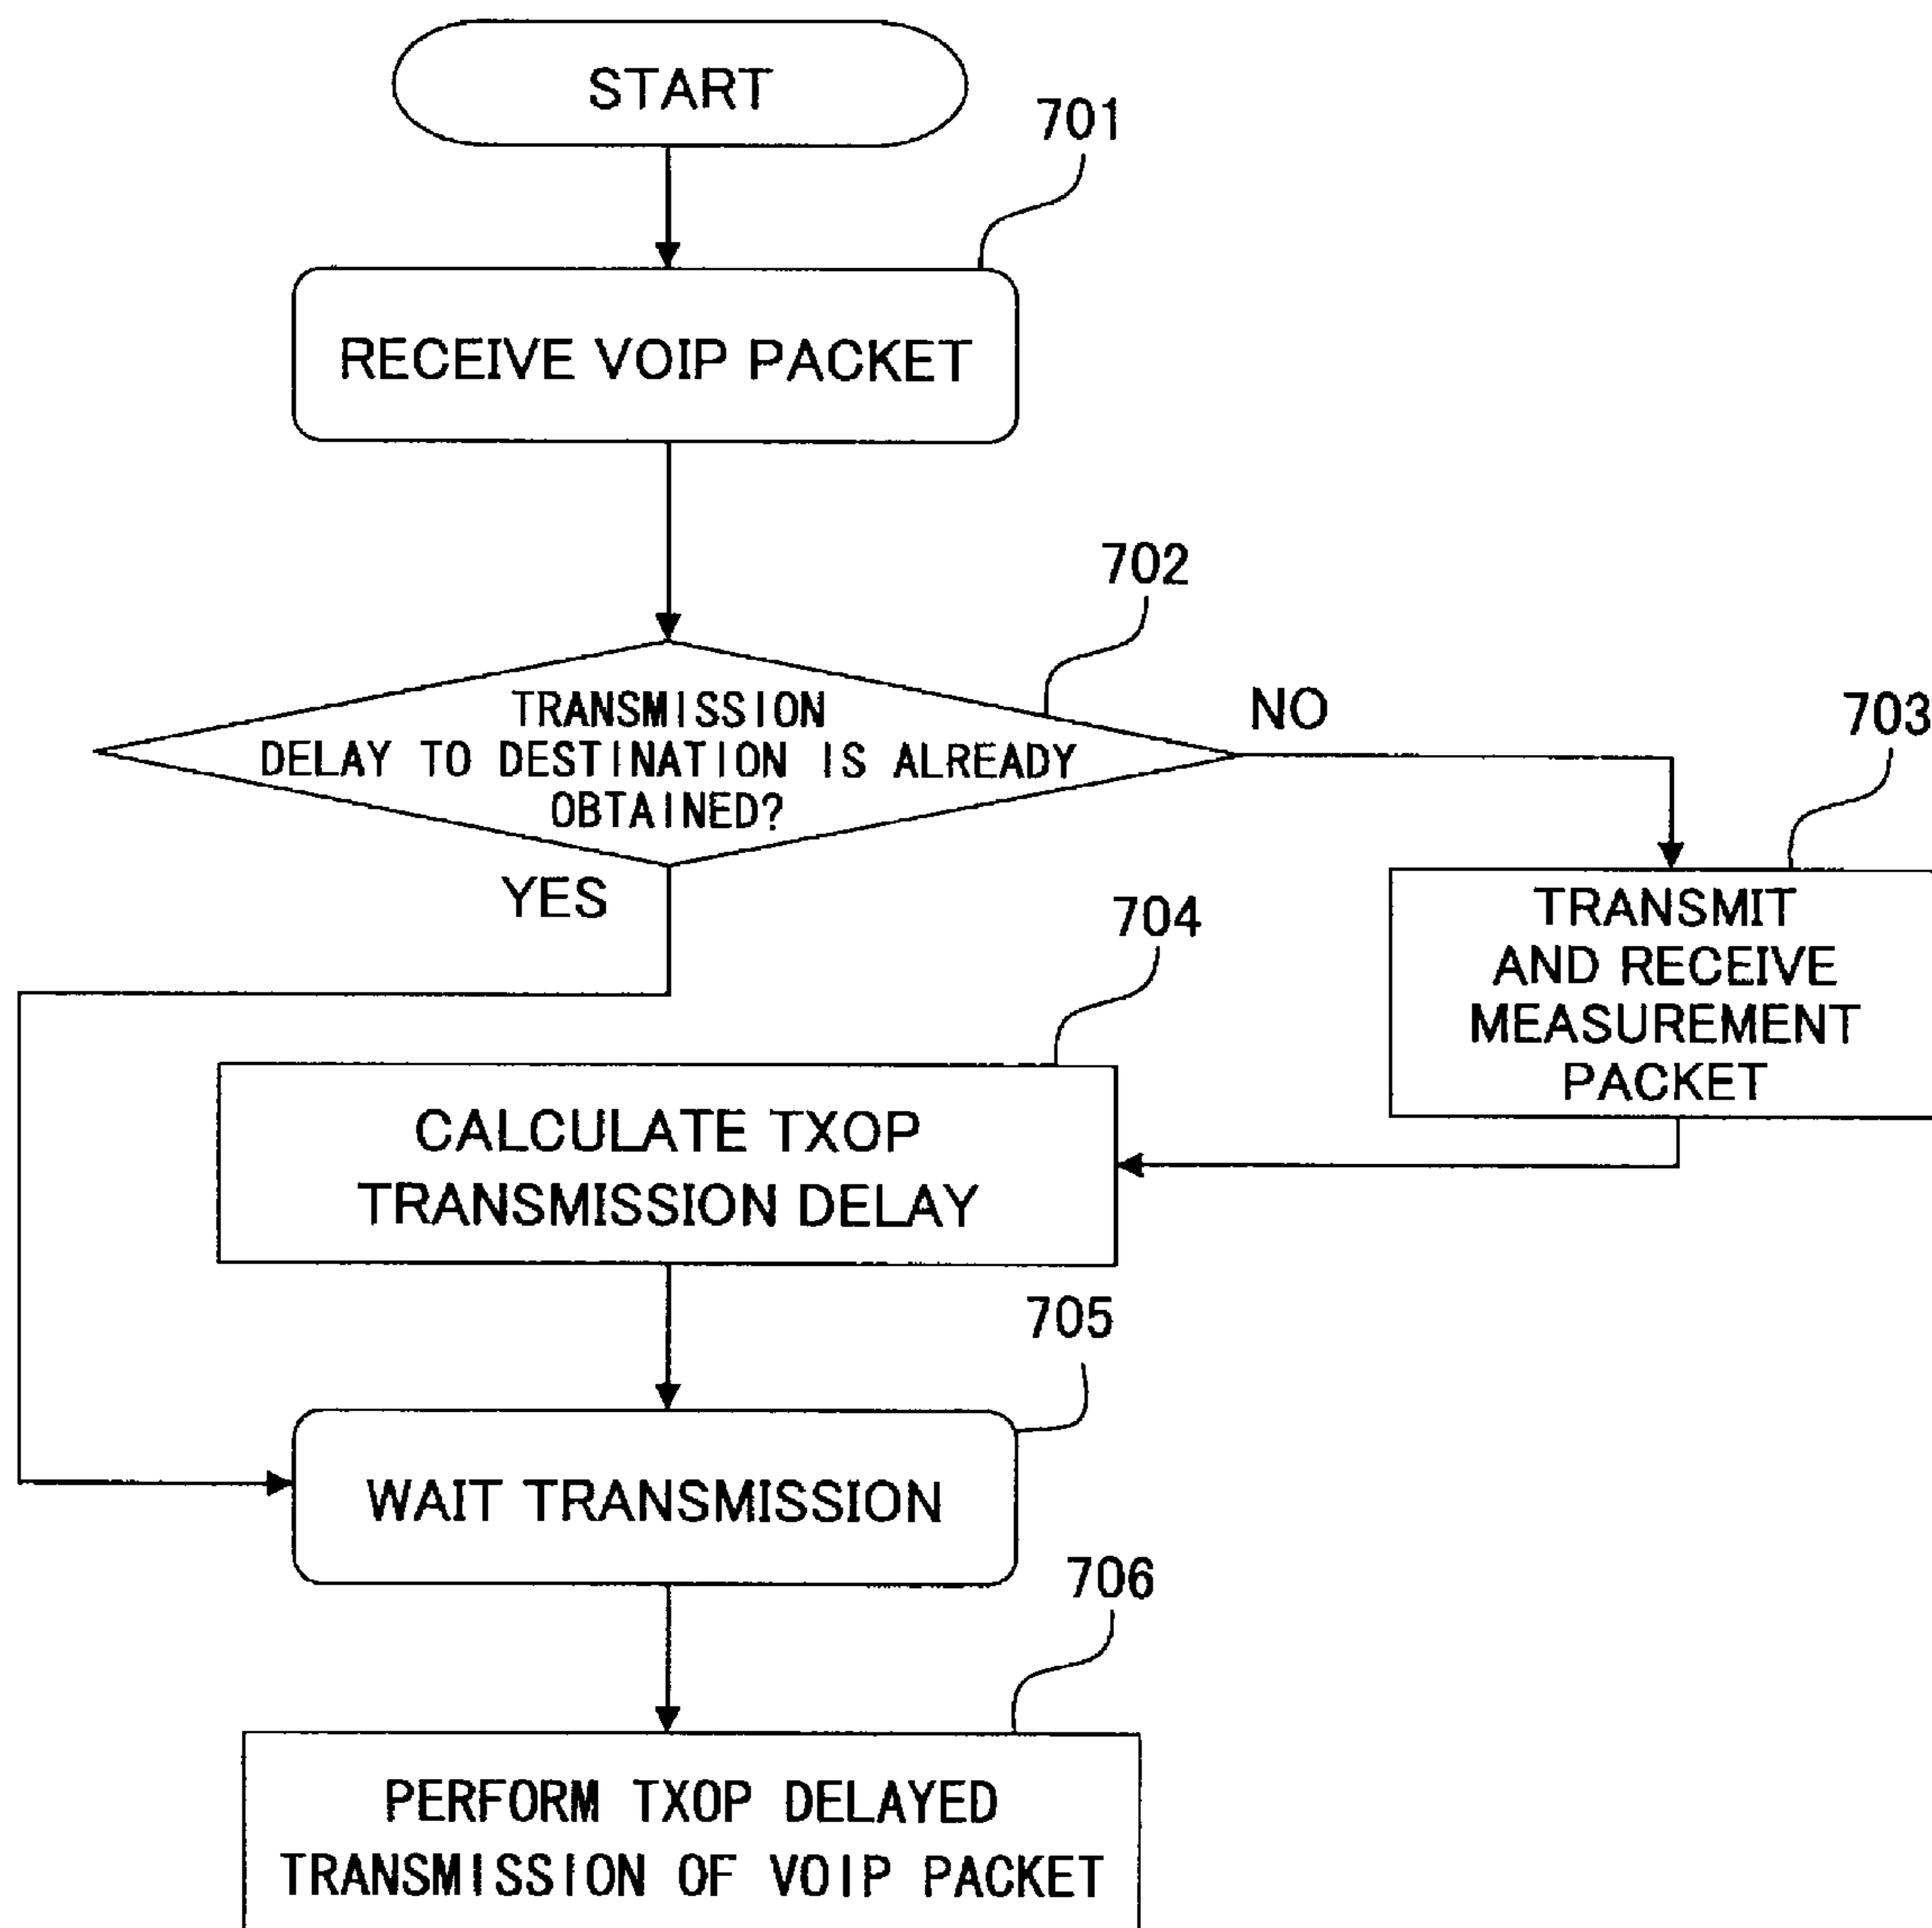 START
701
RECEIVE VOIP PACKET
702
TRANSMISSION
DELAY TO DESTINATION IS ALREADY
OBTAINED?
NO
YES
703
TRANSMIT
AND RECEIVE
MEASUREMENT
PACKET
704
CALCULATE TXOP
TRANSMISSION DELAY
705
WAIT TRANSMISSION
706
PERFORM TXOP DELAYED
TRANSMISSION OF VOIP PACKET